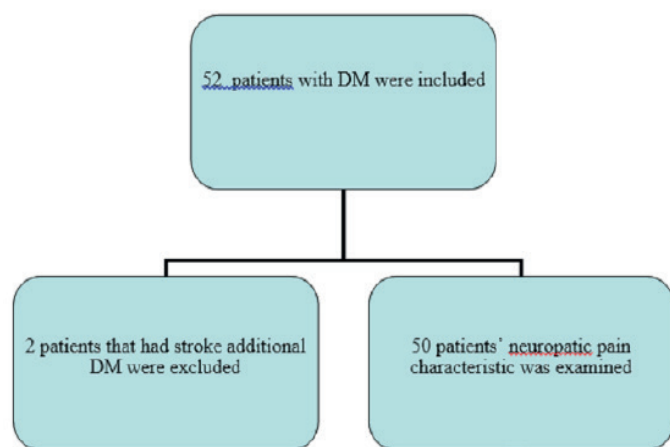 52 patients with DM were included
2 patients that had stroke additional
DM were excluded
50 patients’ neuropatic pain
characteristic was examined